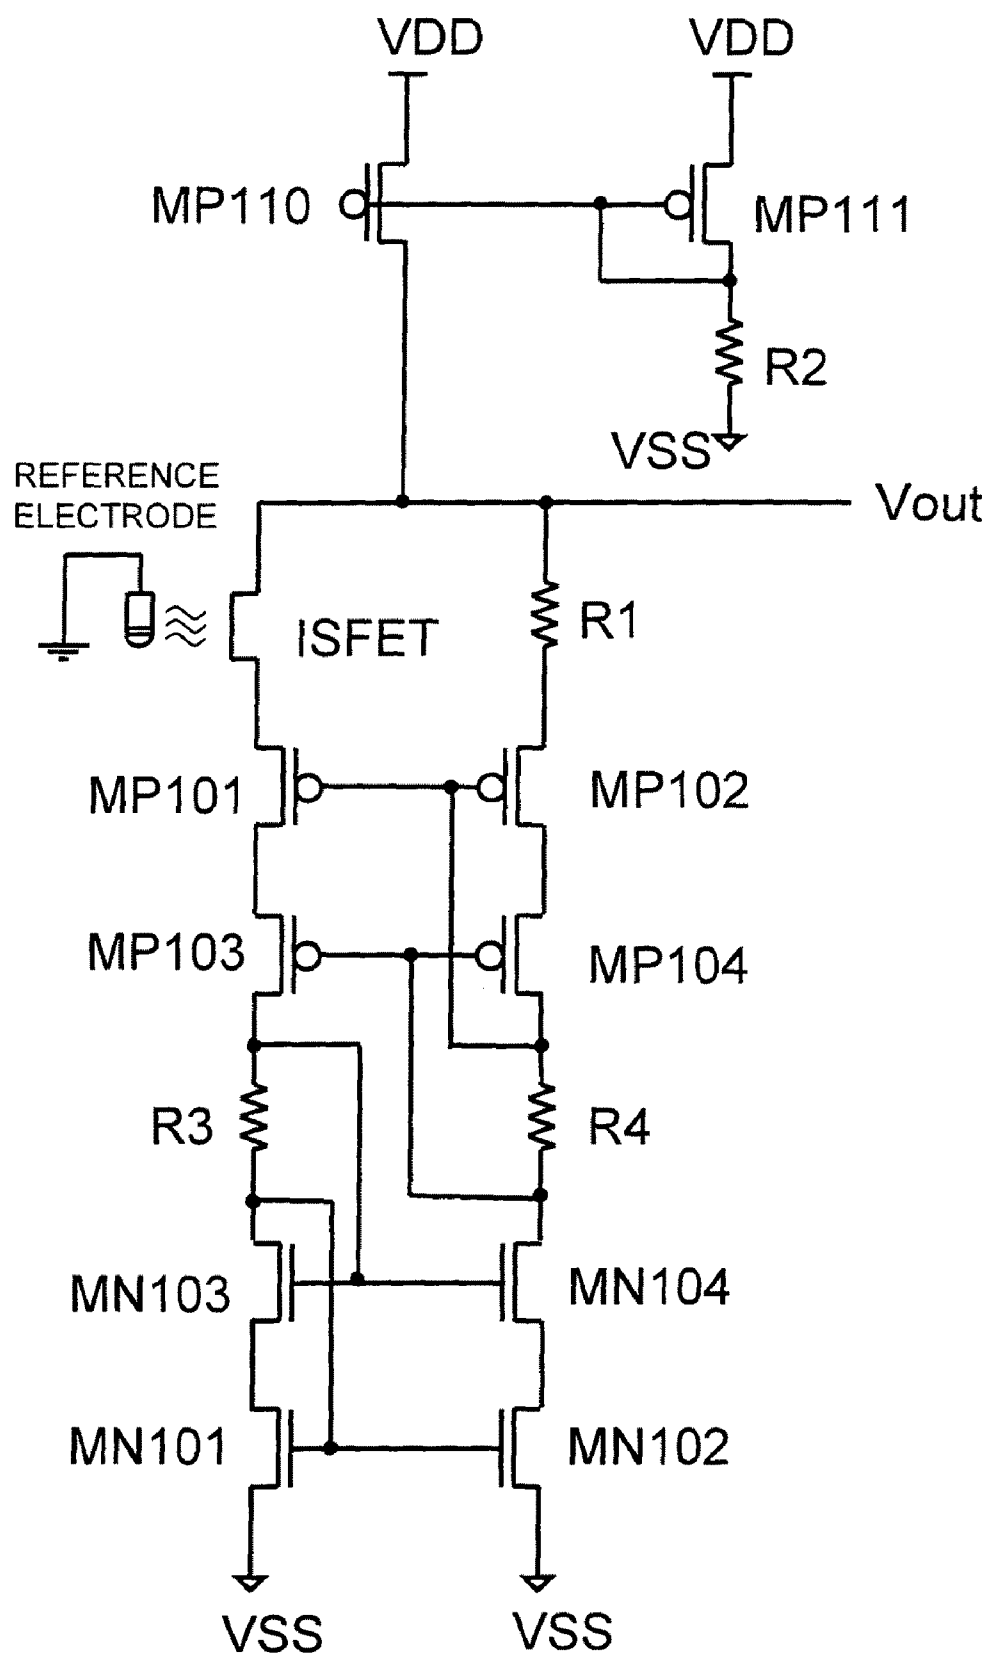 VDD VDD
MP110 MP111
R2
VSS
REFERENCE
ELECTRODE
Vout
ISFET R1
MP101 MP102
MP103 MP104
R3 R4
MN103 MN104
MN101 MN102
VSS VSS